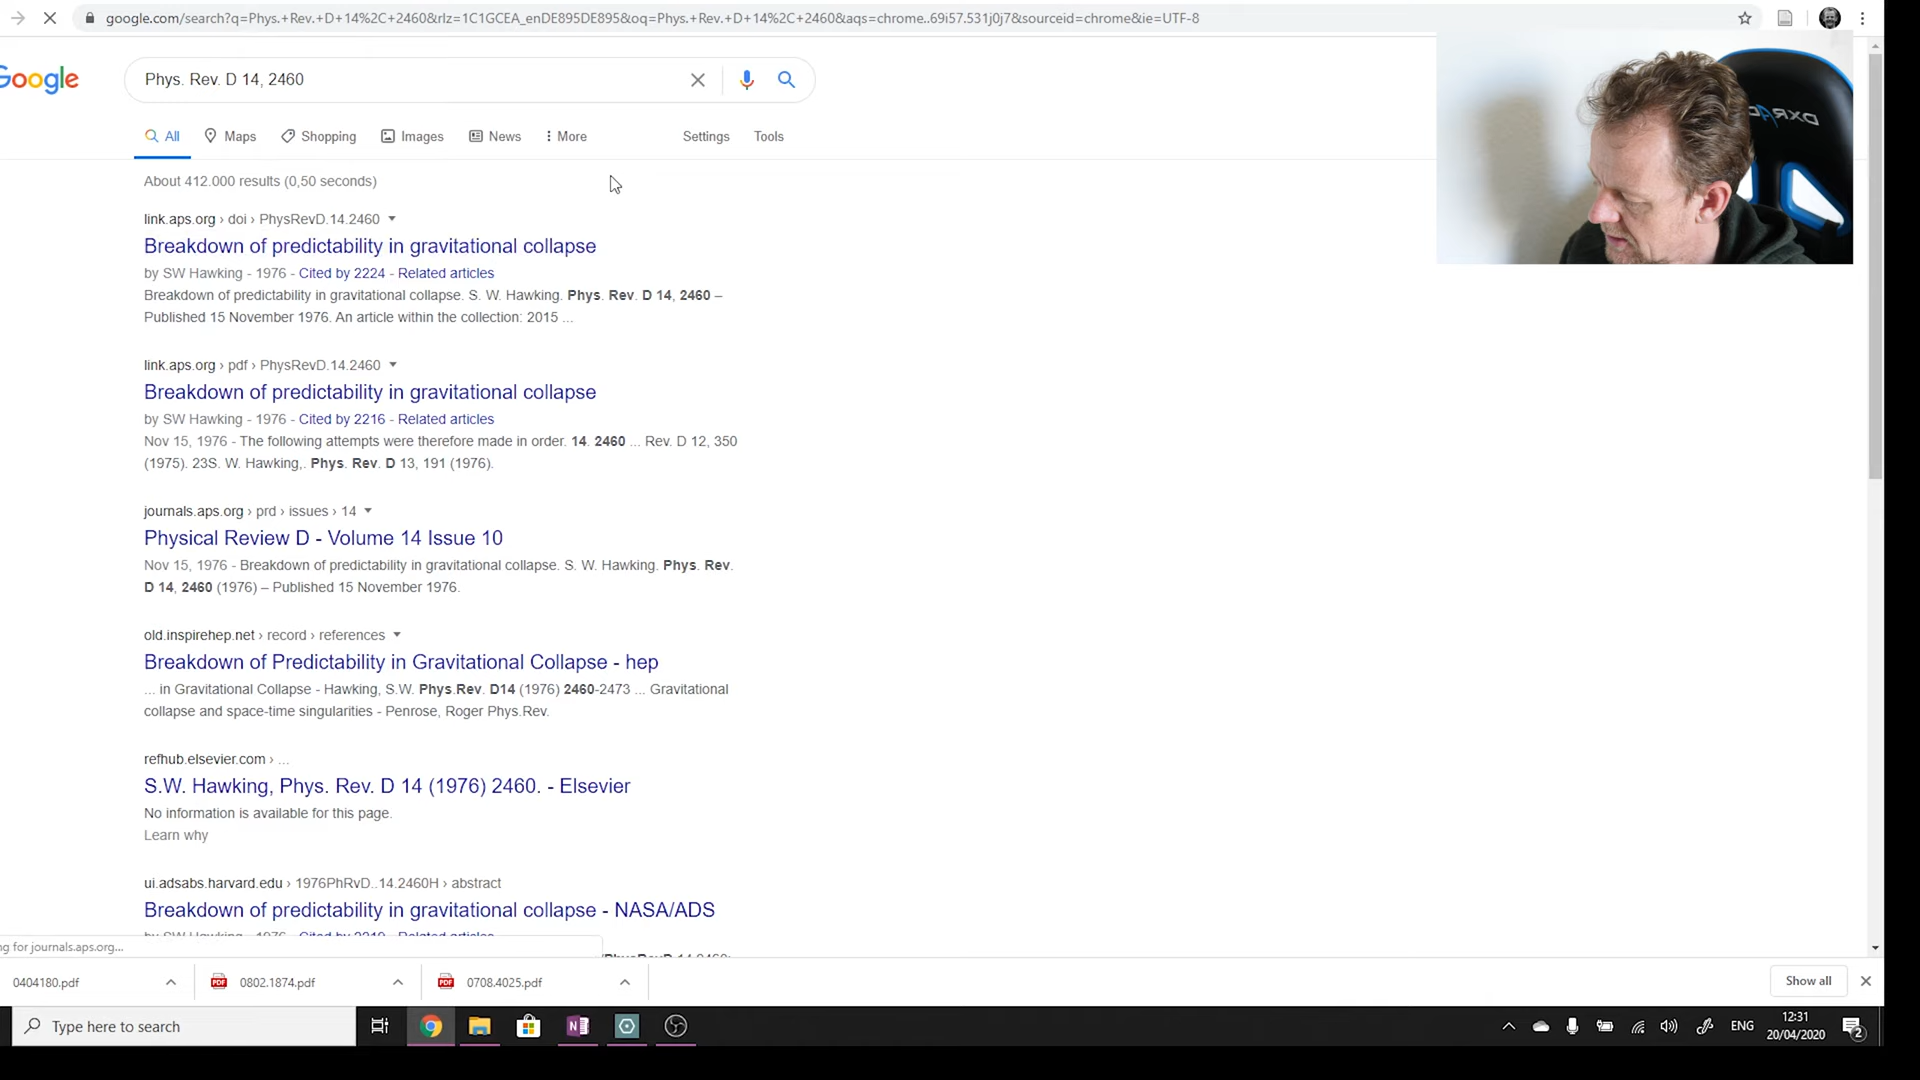 google.com/search?q=Phys.+Rev.+D+14%2C+2460&rlz=1C1GCEA_enDE895DE895&oq=Phys.+Rev.+D+14%2C+2460&aqs=chrome..69i57.531j0j7&sourceid=chrome&ie=UTF-8
Google
Phys. Rev. D 14, 2460
All Maps Shopping Images News More Settings Tools
About 412.000 results (0,50 seconds)
link.aps.org › doi › PhysRevD.14.2460
Breakdown of predictability in gravitational collapse
by SW Hawking - 1976 - Cited by 2224 - Related articles
Breakdown of predictability in gravitational collapse. S. W. Hawking. Phys. Rev. D 14, 2460 –
Published 15 November 1976. An article within the collection: 2015 ...
link.aps.org › pdf › PhysRevD.14.2460
Breakdown of predictability in gravitational collapse
by SW Hawking - 1976 - Cited by 2216 - Related articles
Nov 15, 1976 - The following attempts were therefore made in order. 14. 2460 ... Rev. D 12, 350
(1975). 23S. W. Hawking,. Phys. Rev. D 13, 191 (1976).
journals.aps.org › prd › issues › 14
Physical Review D - Volume 14 Issue 10
Nov 15, 1976 - Breakdown of predictability in gravitational collapse. S. W. Hawking. Phys. Rev.
D 14, 2460 (1976) – Published 15 November 1976.
old.inspirehep.net › record › references
Breakdown of Predictability in Gravitational Collapse - hep
... in Gravitational Collapse - Hawking, S.W. Phys.Rev. D14 (1976) 2460-2473 ... Gravitational
collapse and space-time singularities - Penrose, Roger Phys.Rev.
refhub.elsevier.com › ...
S.W. Hawking, Phys. Rev. D 14 (1976) 2460. - Elsevier
No information is available for this page.
Learn why
ui.adsabs.harvard.edu › 1976PhRvD..14.2460H › abstract
Breakdown of predictability in gravitational collapse - NASA/ADS
by SW Hawking - 1976 - Cited by 2219 - Related articles
ng for journals.aps.org...
0404180.pdf 0802.1874.pdf 0708.4025.pdf Show all
Type here to search
ENG
12:31
20/04/2020
2